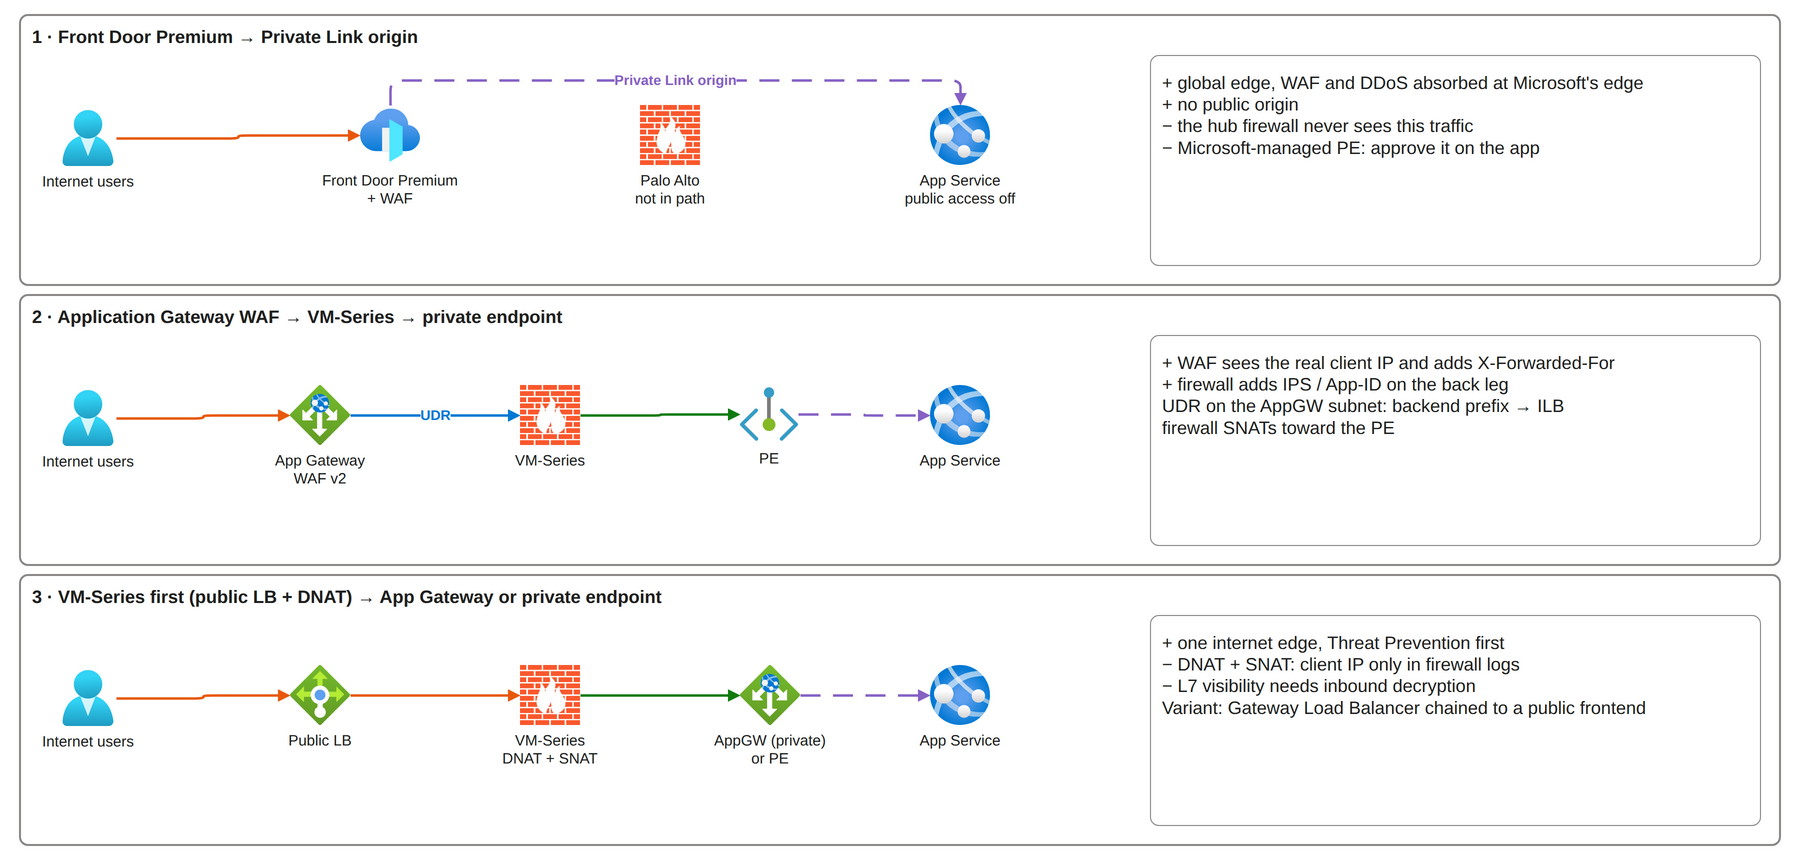 1 · Front Door Premium → Private Link origin
Private Link origin
Internet users
Front Door Premium
+ WAF
Palo Alto
not in path
App Service
public access off
+ global edge, WAF and DDoS absorbed at Microsoft's edge
+ no public origin
− the hub firewall never sees this traffic
− Microsoft-managed PE: approve it on the app
2 · Application Gateway WAF → VM-Series → private endpoint
UDR
Internet users
App Gateway
WAF v2
VM-Series
PE
App Service
+ WAF sees the real client IP and adds X-Forwarded-For
+ firewall adds IPS / App-ID on the back leg
UDR on the AppGW subnet: backend prefix → ILB
firewall SNATs toward the PE
3 · VM-Series first (public LB + DNAT) → App Gateway or private endpoint
Internet users
Public LB
VM-Series
DNAT + SNAT
AppGW (private)
or PE
App Service
+ one internet edge, Threat Prevention first
− DNAT + SNAT: client IP only in firewall logs
− L7 visibility needs inbound decryption
Variant: Gateway Load Balancer chained to a public frontend